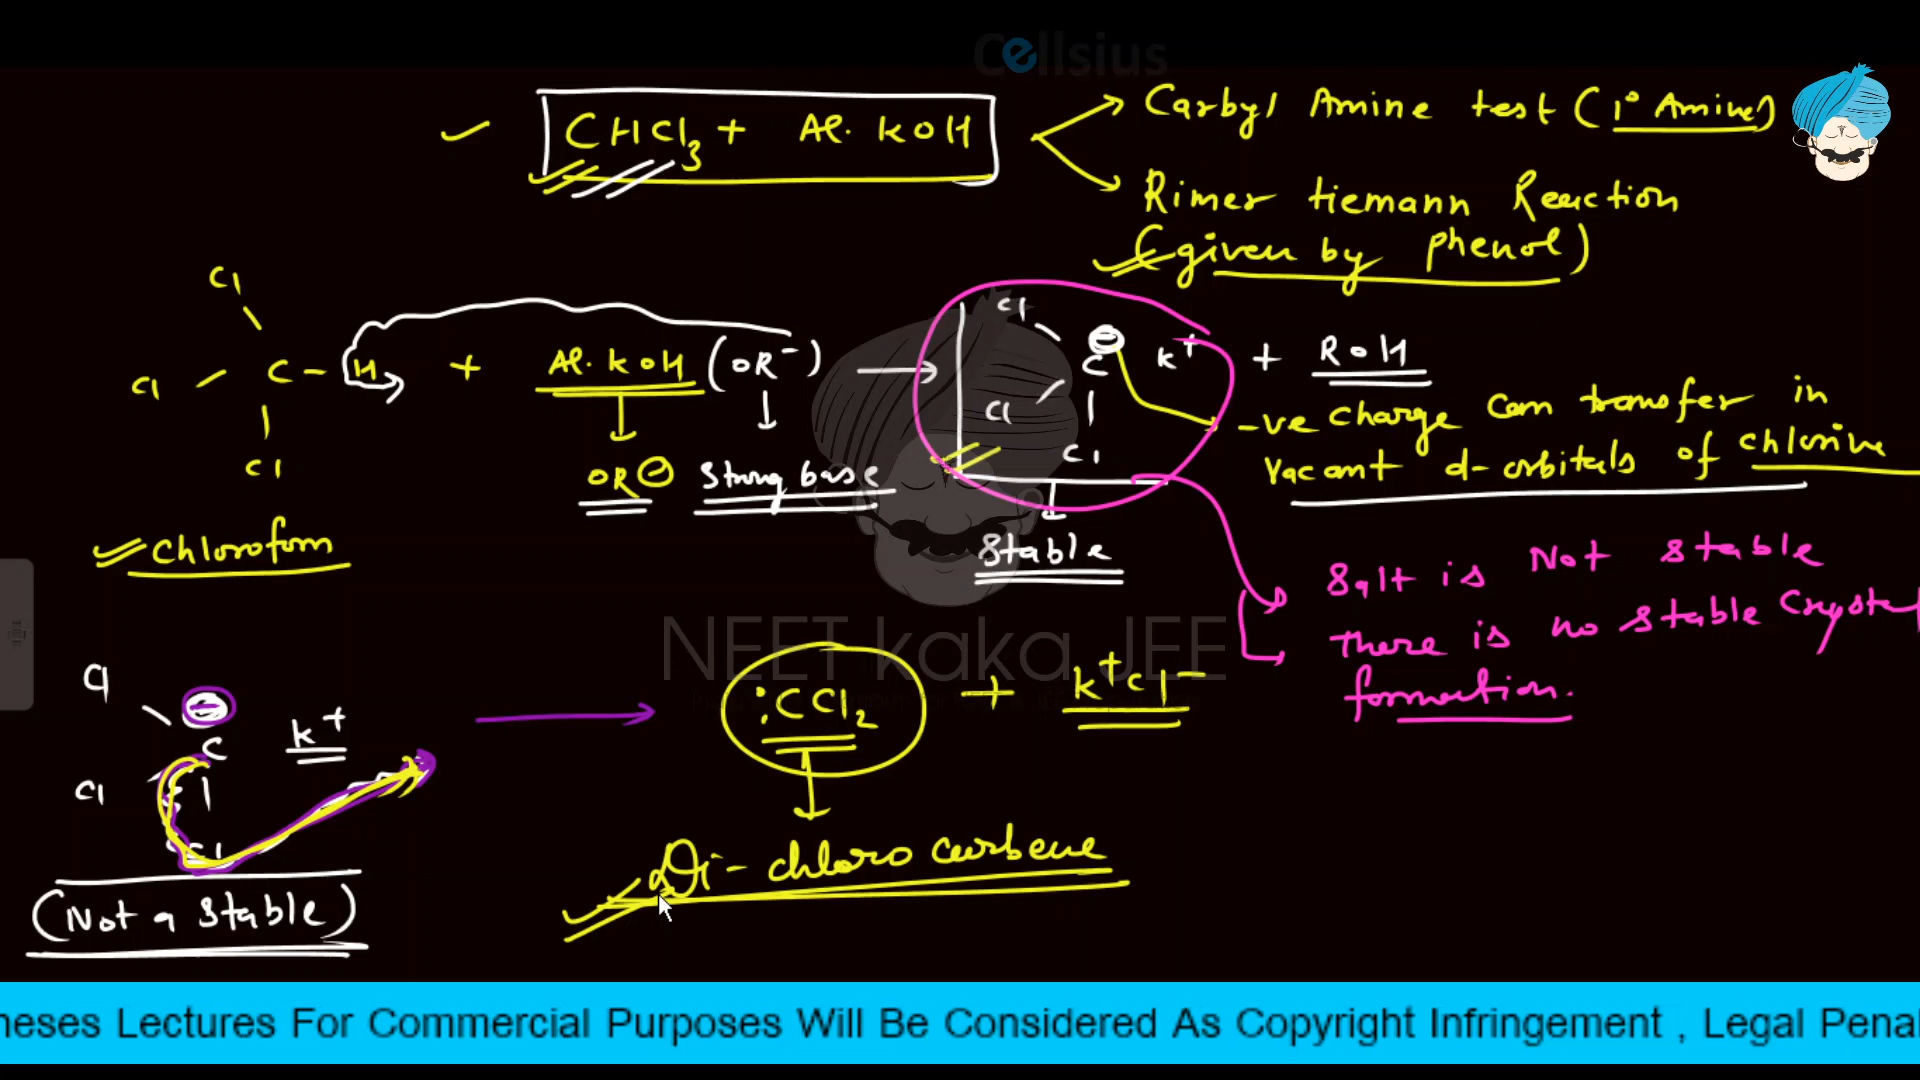 Cellsius
CHCl3 + Al. KOH
Carbyl Amine test (1° Amine)
Rimer tiemann Reaction
(given by phenol)
Cl
Cl - C - H + Al. KOH (OR-) → Cl C⊖ K+ + ROH
Cl
Cl
Cl
OR⊖ Strong base
-ve charge can transfer in
vacant d-orbitals of chlorine
Chloroform
Stable
Salt is Not stable
There is no stable Crystal
formation.
NEET kaka JEE
Cl
⊖
C K+ → :CCl2 + K+Cl-
Cl
Cl
(Not a stable)
Di-chloro carbene
heses Lectures For Commercial Purposes Will Be Considered As Copyright Infringement , Legal Pena